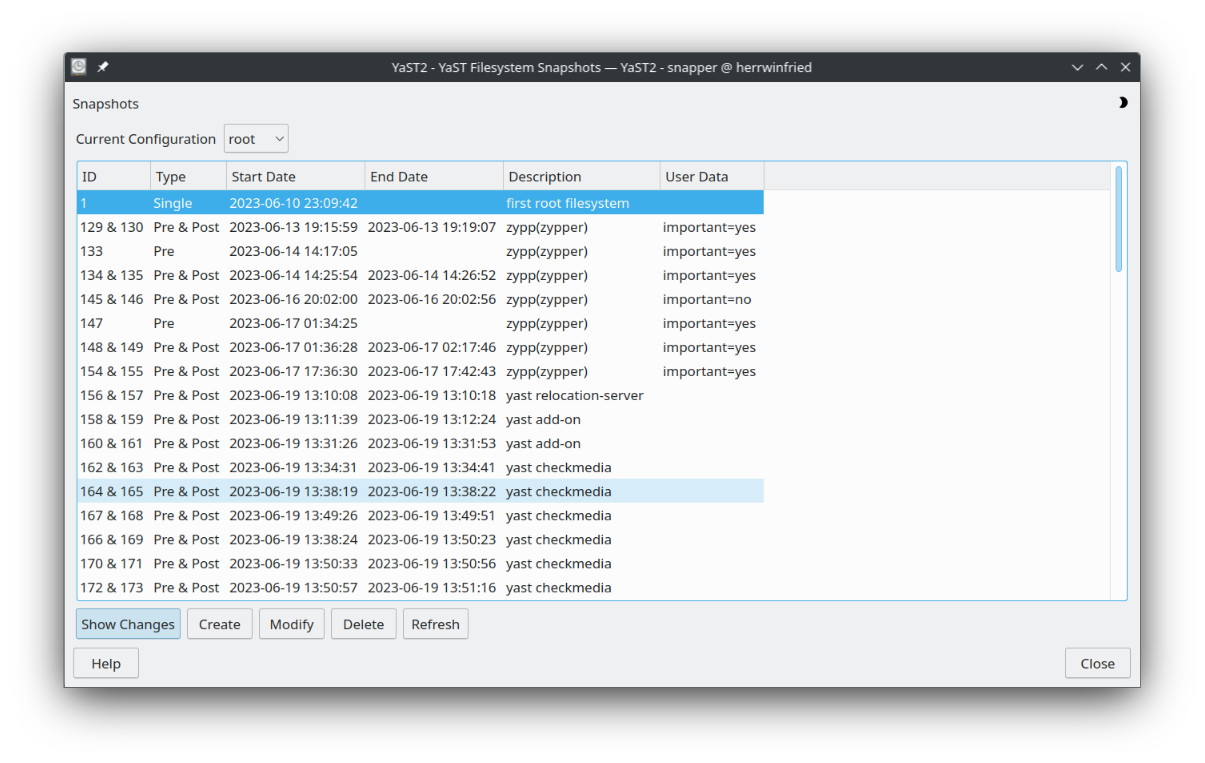 YaST2 - YaST Filesystem Snapshots — YaST2 - snapper @ herrwinfried
Snapshots
Current Configuration root
ID Type Start Date End Date Description User Data
1 Single 2023-06-10 23:09:42 first root filesystem
129 & 130 Pre & Post 2023-06-13 19:15:59 2023-06-13 19:19:07 zypp(zypper) important=yes
133 Pre 2023-06-14 14:17:05 zypp(zypper) important=yes
134 & 135 Pre & Post 2023-06-14 14:25:54 2023-06-14 14:26:52 zypp(zypper) important=yes
145 & 146 Pre & Post 2023-06-16 20:02:00 2023-06-16 20:02:56 zypp(zypper) important=no
147 Pre 2023-06-17 01:34:25 zypp(zypper) important=yes
148 & 149 Pre & Post 2023-06-17 01:36:28 2023-06-17 02:17:46 zypp(zypper) important=yes
154 & 155 Pre & Post 2023-06-17 17:36:30 2023-06-17 17:42:43 zypp(zypper) important=yes
156 & 157 Pre & Post 2023-06-19 13:10:08 2023-06-19 13:10:18 yast relocation-server
158 & 159 Pre & Post 2023-06-19 13:11:39 2023-06-19 13:12:24 yast add-on
160 & 161 Pre & Post 2023-06-19 13:31:26 2023-06-19 13:31:53 yast add-on
162 & 163 Pre & Post 2023-06-19 13:34:31 2023-06-19 13:34:41 yast checkmedia
164 & 165 Pre & Post 2023-06-19 13:38:19 2023-06-19 13:38:22 yast checkmedia
167 & 168 Pre & Post 2023-06-19 13:49:26 2023-06-19 13:49:51 yast checkmedia
166 & 169 Pre & Post 2023-06-19 13:38:24 2023-06-19 13:50:23 yast checkmedia
170 & 171 Pre & Post 2023-06-19 13:50:33 2023-06-19 13:50:56 yast checkmedia
172 & 173 Pre & Post 2023-06-19 13:50:57 2023-06-19 13:51:16 yast checkmedia
Show Changes Create Modify Delete Refresh
Help Close